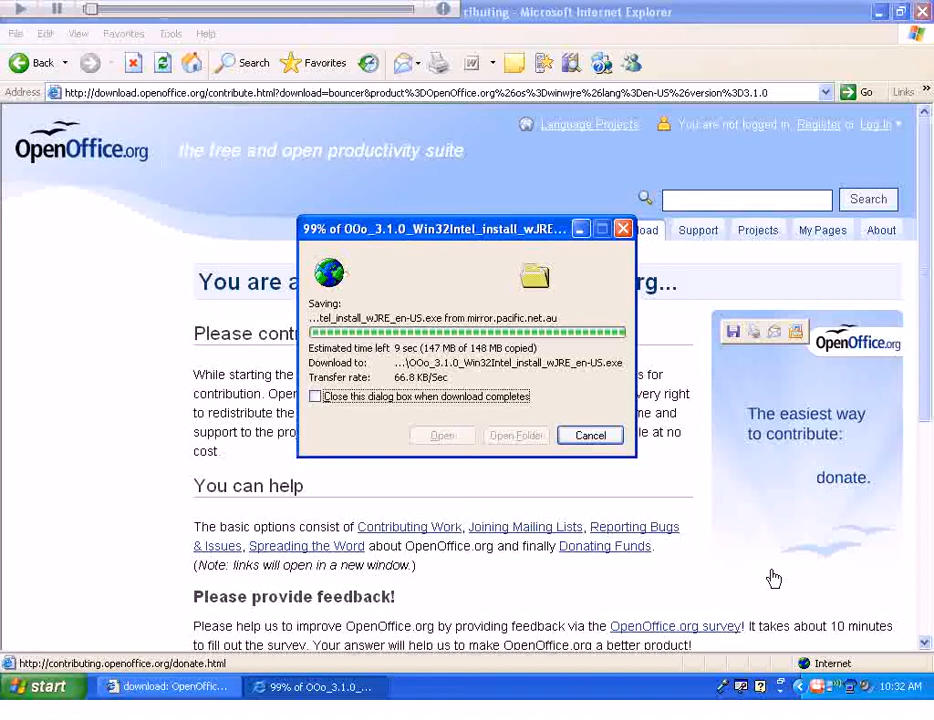 ributing - Microsoft Internet Explorer
File Edit View Favorites Tools Help
Back Search Favorites
Address http://download.openoffice.org/contribute.html?download=bouncer&product%3DOpenOffice.org%26os%3Dwinwjre%26lang%3Den-US%26version%3D3.1.0 Go Links »
Language Projects You are not logged in, Register or Log In
OpenOffice.org the free and open productivity suite
Search
load Support Projects My Pages About
99% of OOo_3.1.0_Win32Intel_install_wJRE...
You are a rg...
Saving:
...tel_install_wJRE_en-US.exe from mirror.pacific.net.au
Please cont
OpenOffice.org
Estimated time left 9 sec (147 MB of 148 MB copied)
Download to: ...\OOo_3.1.0_Win32Intel_install_wJRE_en-US.exe
Transfer rate: 66.8 KB/Sec
Close this dialog box when download completes
Open Open Folder Cancel
While starting the s for
contribution. Open very right
to redistribute the me and
support to the pro le at no
cost.
The easiest way
to contribute:
donate.
You can help
The basic options consist of Contributing Work, Joining Mailing Lists, Reporting Bugs
& Issues, Spreading the Word about OpenOffice.org and finally Donating Funds.
(Note: links will open in a new window.)
Please provide feedback!
Please help us to improve OpenOffice.org by providing feedback via the OpenOffice.org survey! It takes about 10 minutes
to fill out the survey. Your answer will help us to make OpenOffice.org a better product!
http://contributing.openoffice.org/donate.html Internet
start download: OpenOffic... 99% of OOo_3.1.0_... 10:32 AM